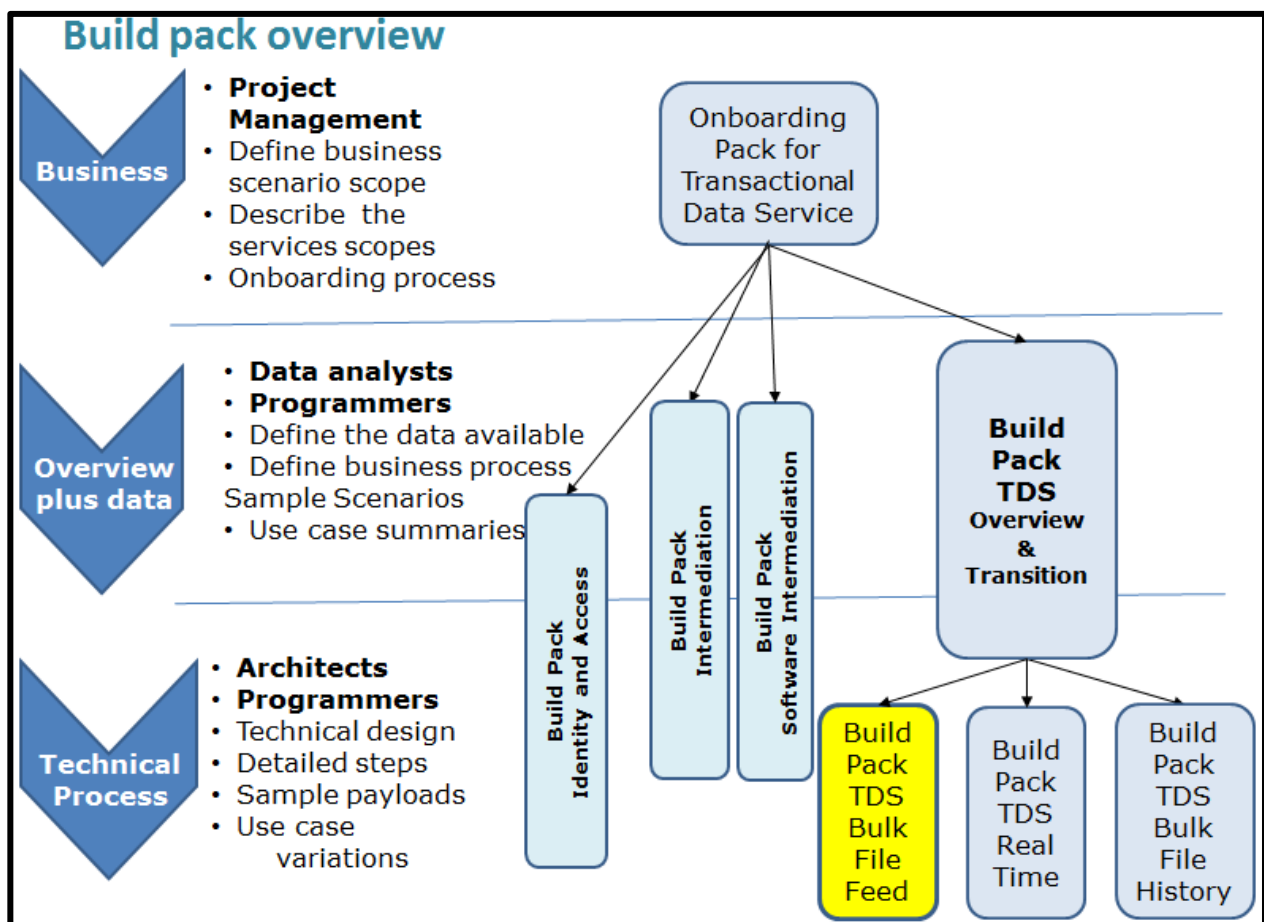 Build pack overview
Business
• Project
Management
• Define business
scenario scope
• Describe the
services scopes
• Onboarding process
Onboarding
Pack for
Transactional
Data Service
Overview
plus data
• Data analysts
• Programmers
• Define the data available
• Define business process
Sample Scenarios
• Use case summaries
Build Pack
Identity and Access
Build Pack
Intermediation
Build Pack
Software Intermediation
Build
Pack
TDS
Overview
&
Transition
Technical
Process
• Architects
• Programmers
• Technical design
• Detailed steps
• Sample payloads
• Use case
variations
Build
Pack
TDS
Bulk
File
Feed
Build
Pack
TDS
Real
Time
Build
Pack
TDS
Bulk
File
History